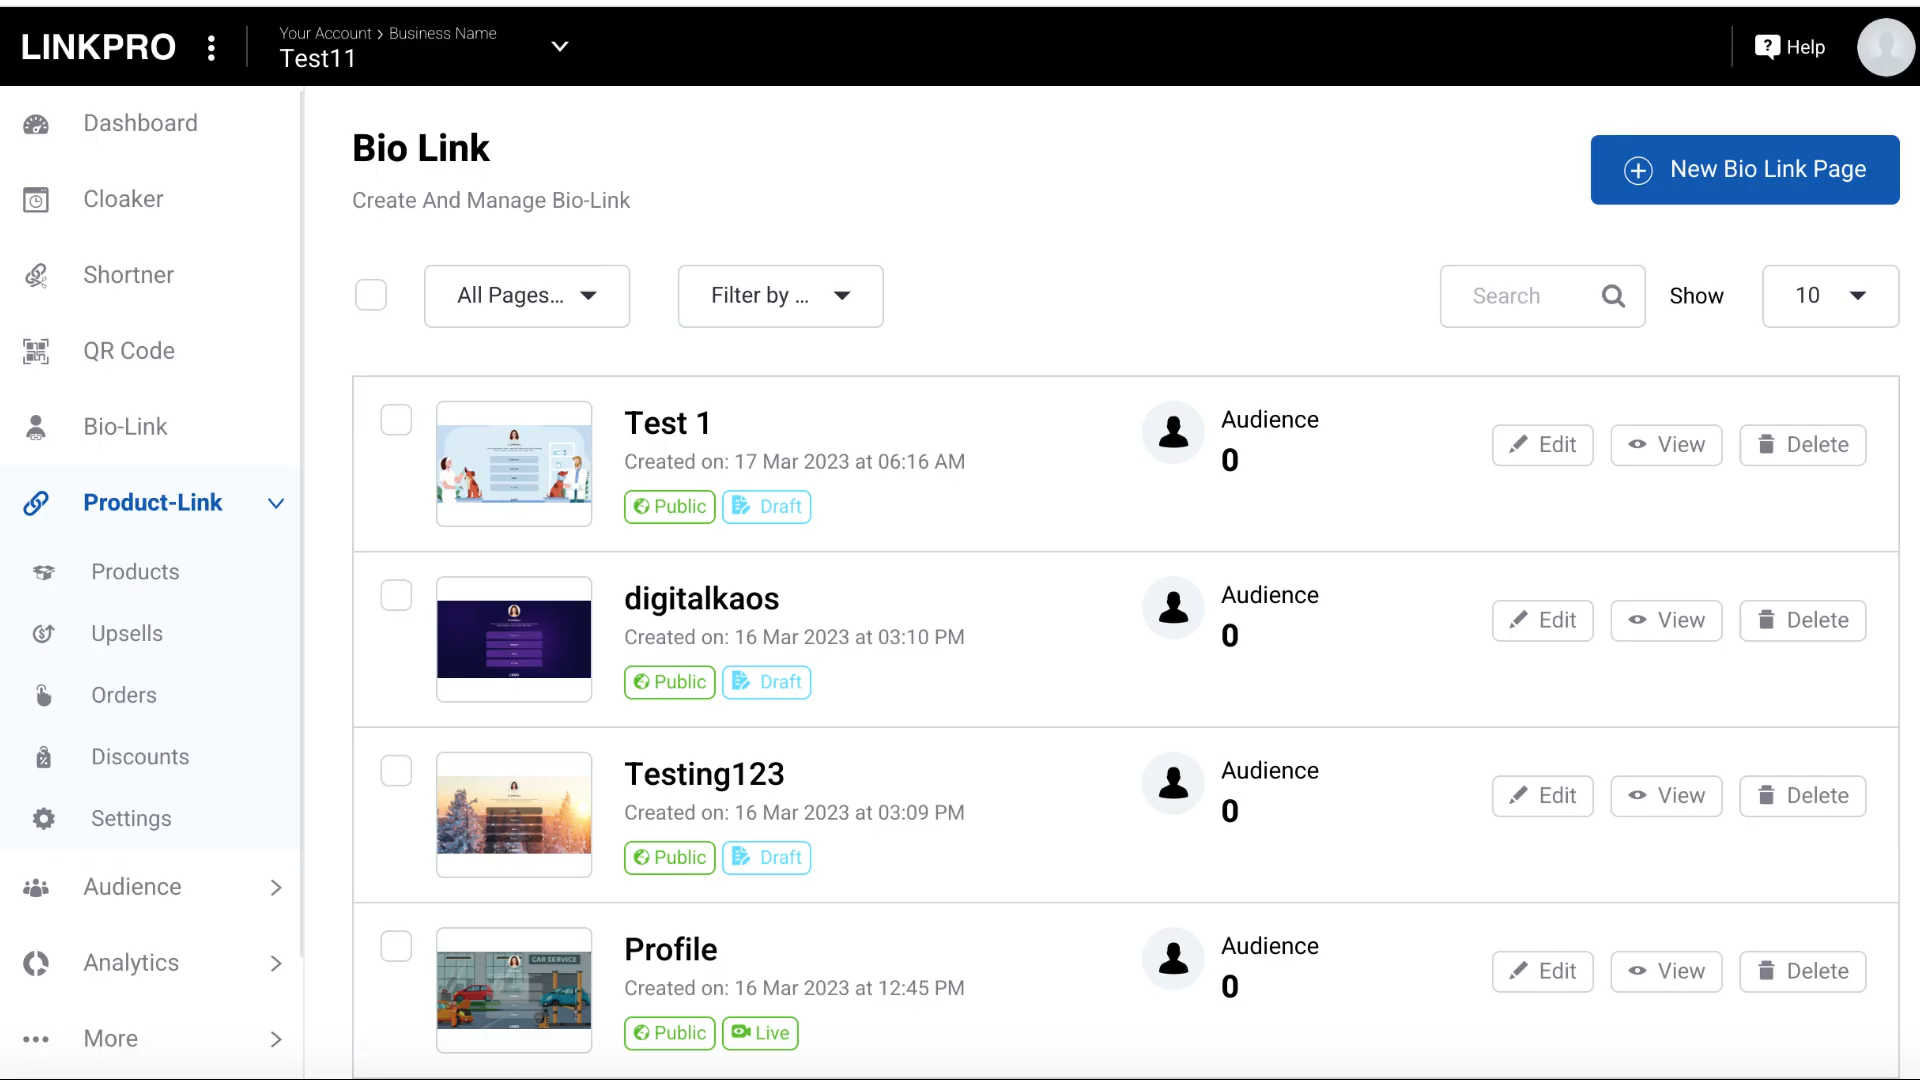 LINKPRO
Your Account > Business Name
Test11
Help
Dashboard
Cloaker
Shortner
QR Code
Bio-Link
Product-Link
Products
Upsells
Orders
Discounts
Settings
Audience
Analytics
More
Bio Link
Create And Manage Bio-Link
New Bio Link Page
All Pages...
Filter by ...
Search
Show
10
Test 1
Created on: 17 Mar 2023 at 06:16 AM
Public
Draft
Audience
0
Edit
View
Delete
digitalkaos
Created on: 16 Mar 2023 at 03:10 PM
Public
Draft
Audience
0
Edit
View
Delete
Testing123
Created on: 16 Mar 2023 at 03:09 PM
Public
Draft
Audience
0
Edit
View
Delete
CAR SERVICE
Profile
Created on: 16 Mar 2023 at 12:45 PM
Public
Live
Audience
0
Edit
View
Delete